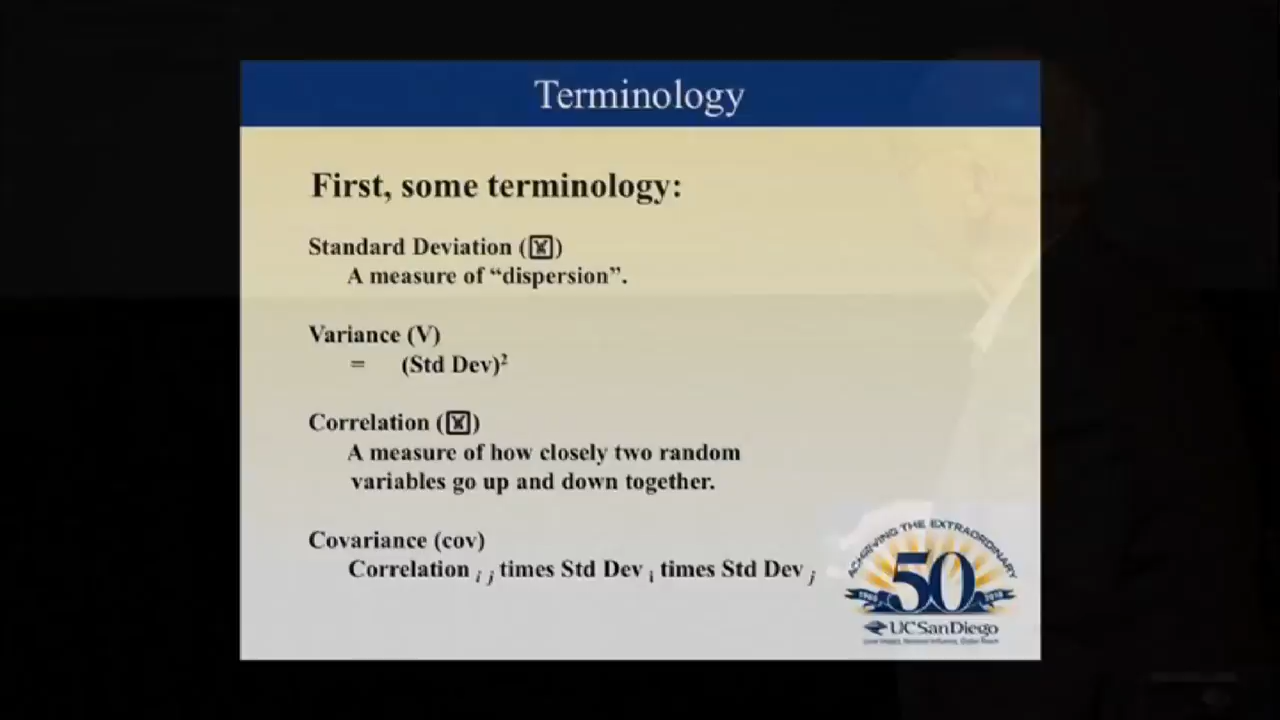 Terminology
First, some terminology:
Standard Deviation (☒)
A measure of “dispersion”.
Variance (V)
= (Std Dev)²
Correlation (☒)
A measure of how closely two random
variables go up and down together.
Covariance (cov)
Correlation i j times Std Dev i times Std Dev j
ACHIEVING THE EXTRAORDINARY
50
1960 2010
UC San Diego